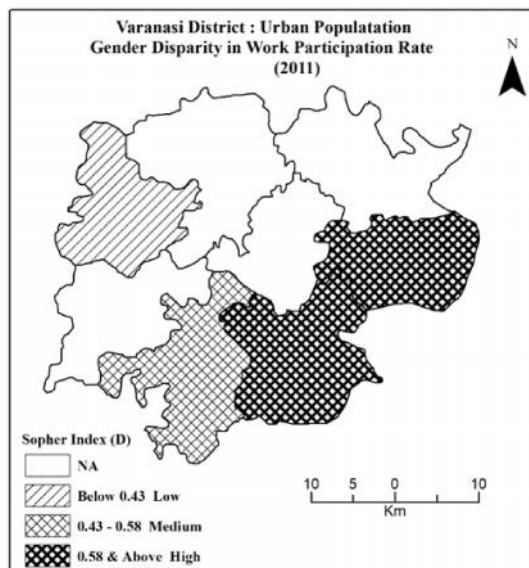 Varanasi District : Urban Populatation
Gender Disparity in Work Participation Rate
(2011)
N
Sopher Index (D)
NA
Below 0.43 Low
0.43 - 0.58 Medium
0.58 & Above High
10 5 0 10
Km